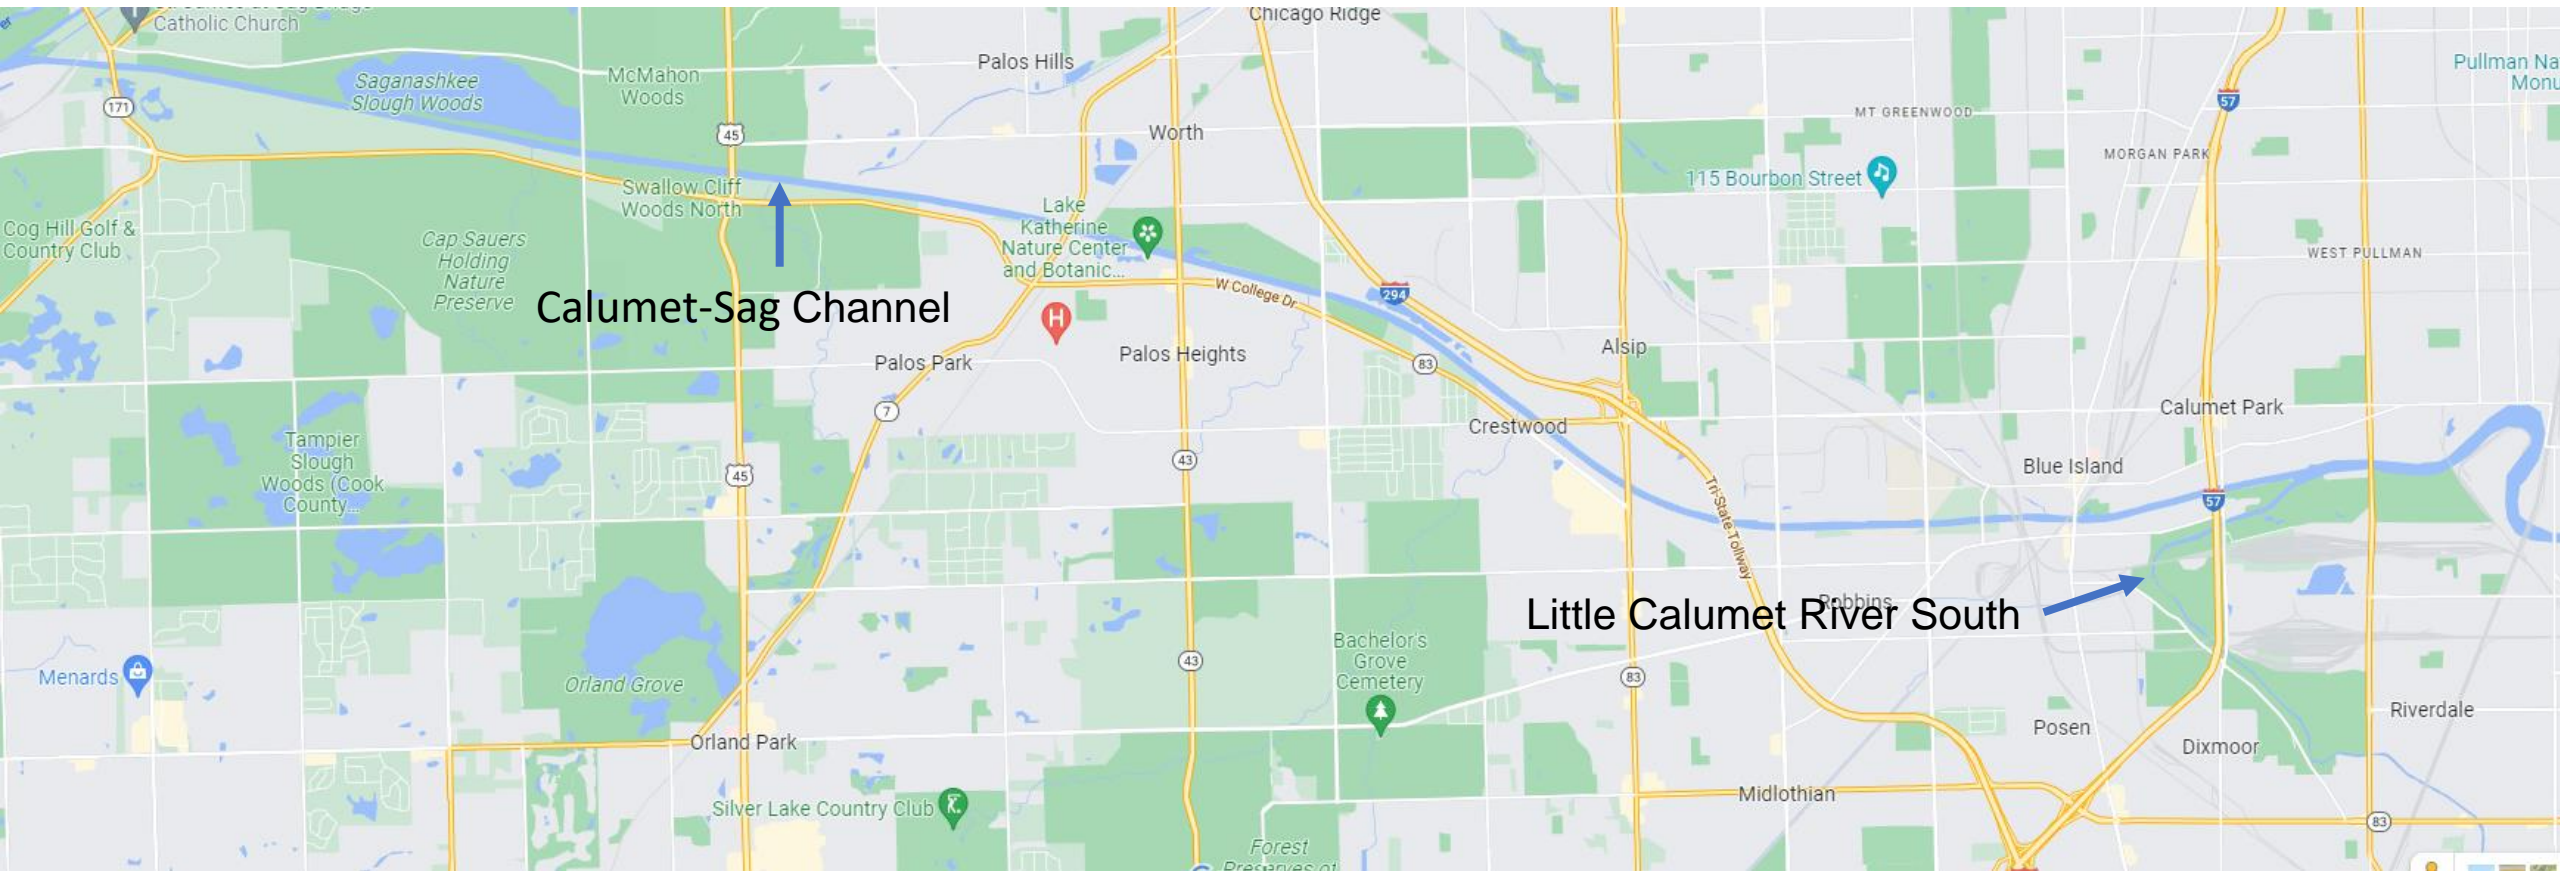 Catholic Church
Chicago Ridge
Palos Hills
Pullman Na
Monu
Saganashkee
Slough Woods
McMahon
Woods
171
57
MT GREENWOOD
45
Worth
MORGAN PARK
115 Bourbon Street
Swallow Cliff
Woods North
Lake
Katherine
Nature Center
and Botanic...
Cog Hill Golf &
Country Club
Cap Sauers
Holding
Nature
Preserve
WEST PULLMAN
W College Dr
294
Calumet-Sag Channel
H
Palos Park
Palos Heights
Alsip
83
7
Calumet Park
Crestwood
Tampier
Slough
Woods (Cook
County...
43
45
Blue Island
57
Tri-State Tollway
Little Calumet River South
Robbins
Bachelor's
Grove
Cemetery
43
83
Menards
Orland Grove
Riverdale
Posen
Dixmoor
Orland Park
Silver Lake Country Club
Midlothian
83
Forest
Preserves of